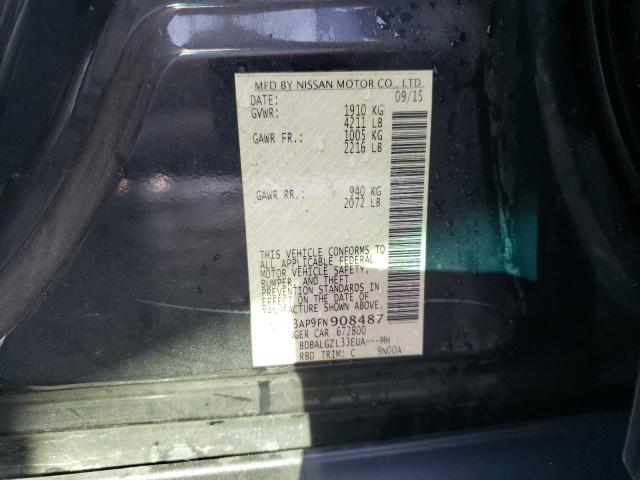 MFD BY NISSAN MOTOR CO., LTD.
DATE: 09/15
GVWR: 1910 KG
4211 LB
GAWR FR.: 1005 KG
2216 LB
GAWR RR.: 940 KG
2072 LB
THIS VEHICLE CONFORMS TO
ALL APPLICABLE FEDERAL
MOTOR VEHICLE SAFETY,
BUMPER, AND THEFT
PREVENTION STANDARDS IN
EFFECT ON THE DATE OF
MANUFACTURE SHOWN ABOVE.
3AP9FN908487
CAR 672800
BDBALGZL33EUA---MH
RBD TRIM: C 9N00A